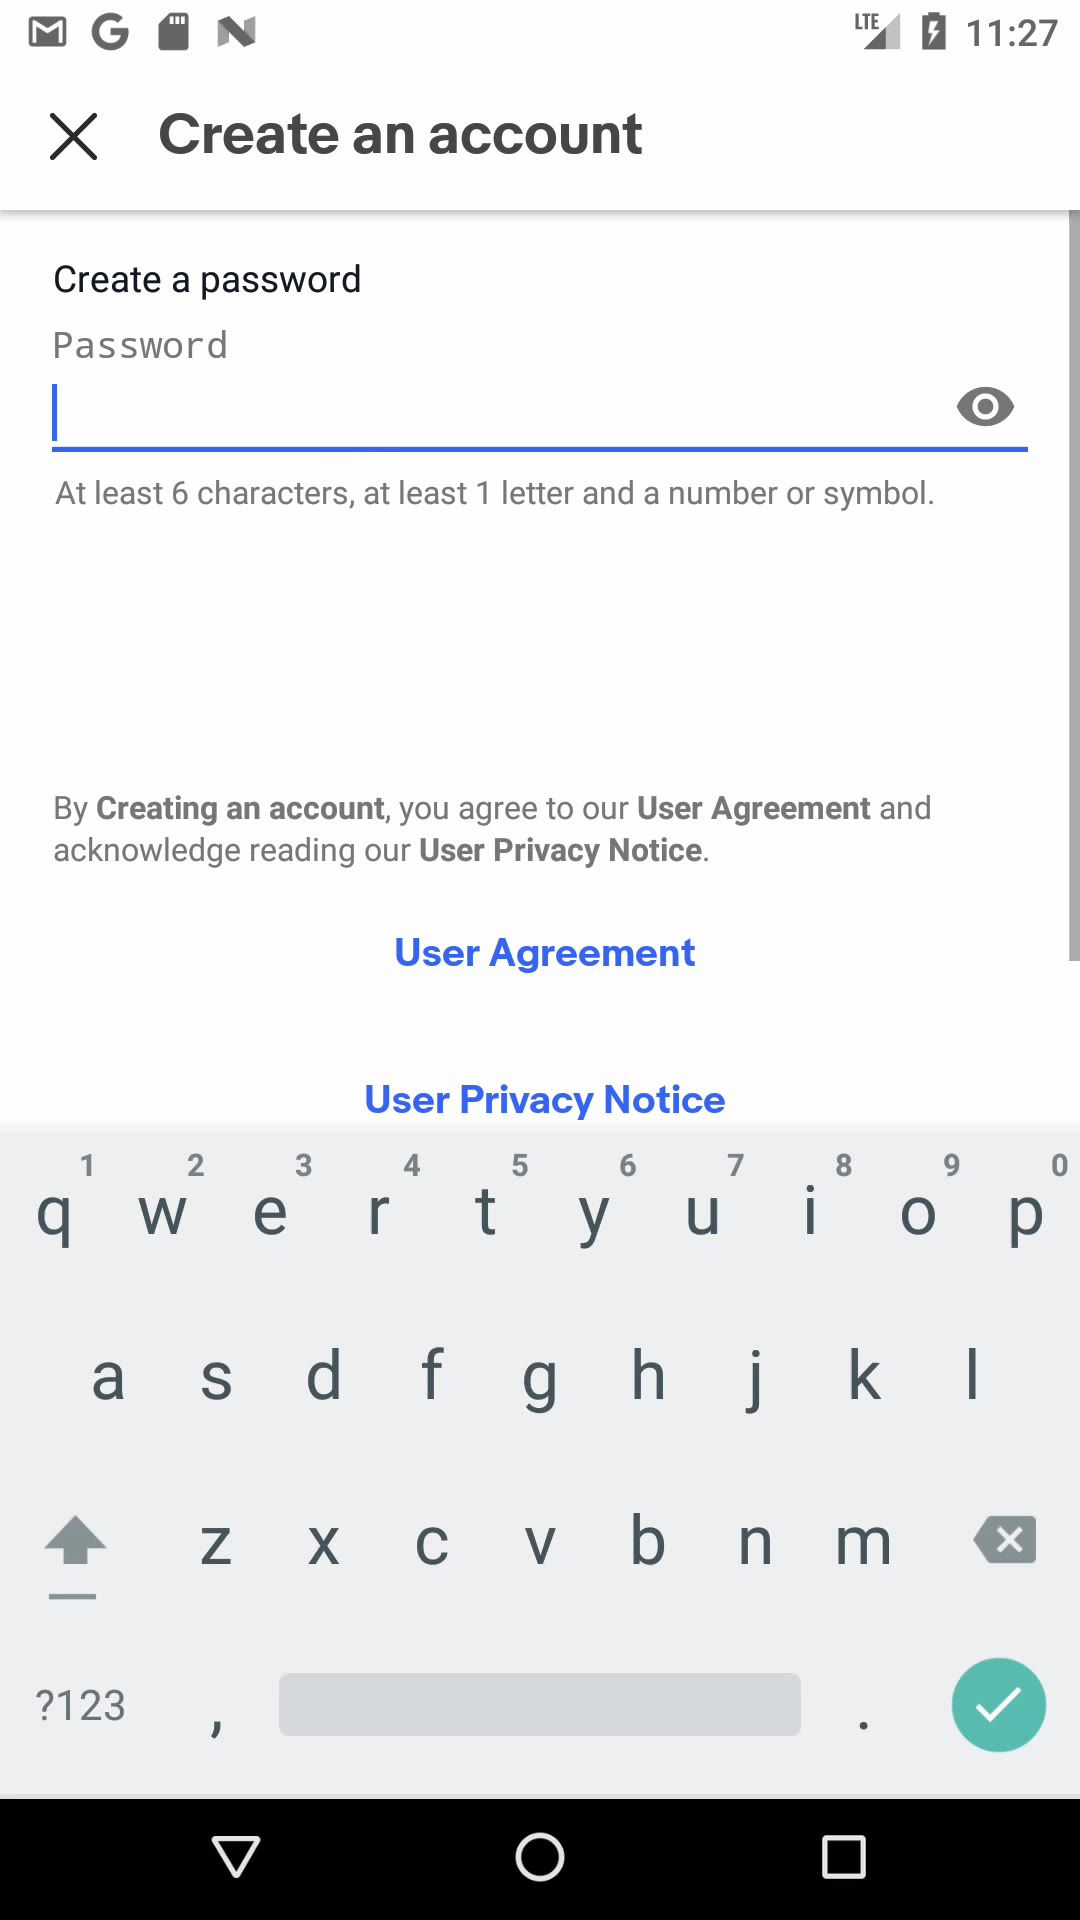 LTE 11:27
Create an account
Create a password
Password
At least 6 characters, at least 1 letter and a number or symbol.
By Creating an account, you agree to our User Agreement and
acknowledge reading our User Privacy Notice.
User Agreement
User Privacy Notice
1 2 3 4 5 6 7 8 9 0
q w e r t y u i o p
a s d f g h j k l
z x c v b n m
?123 , .